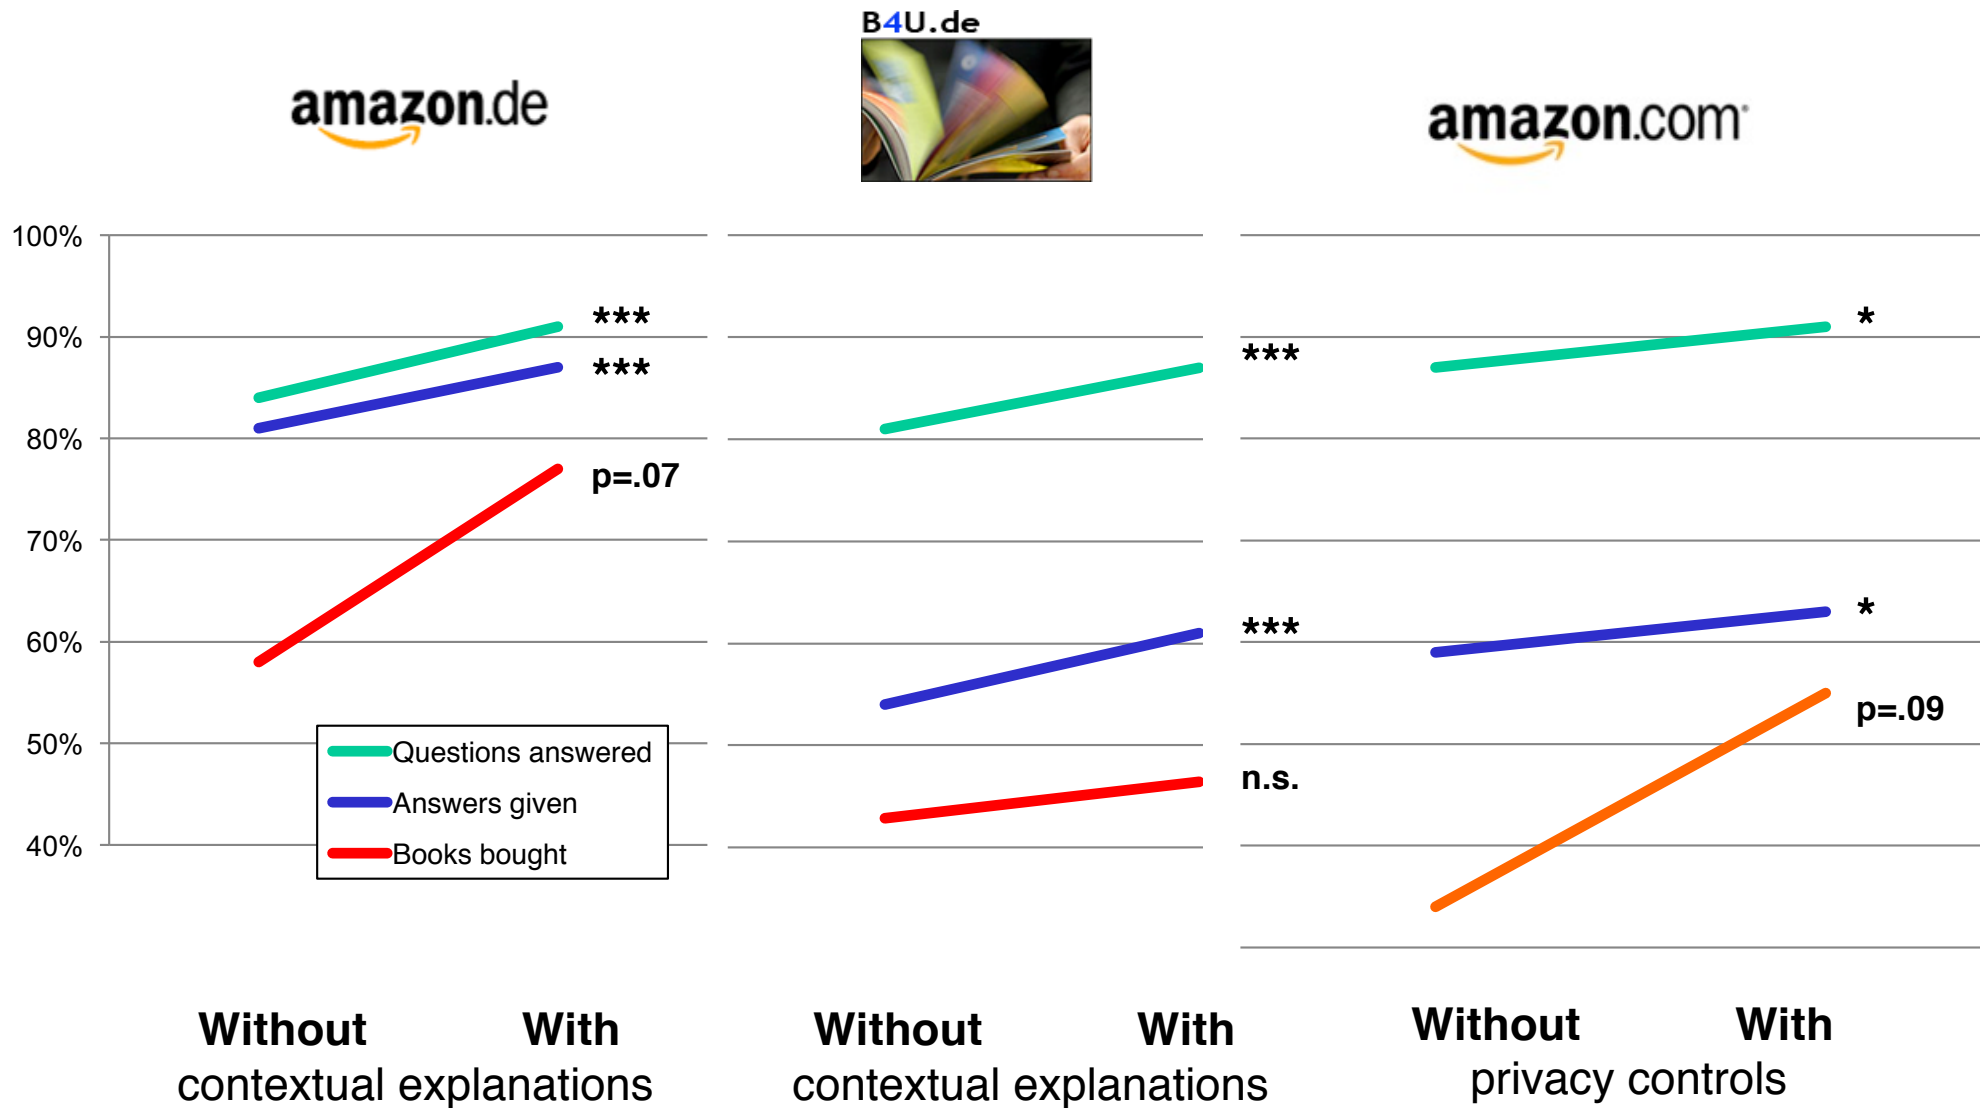 B4U.de
amazon.de
amazon.com
100%
90%
80%
70%
60%
50%
40%
***
***
p=.07
Questions answered
Answers given
Books bought
***
***
n.s.
*
*
p=.09
Without With
contextual explanations
Without With
contextual explanations
Without With
privacy controls